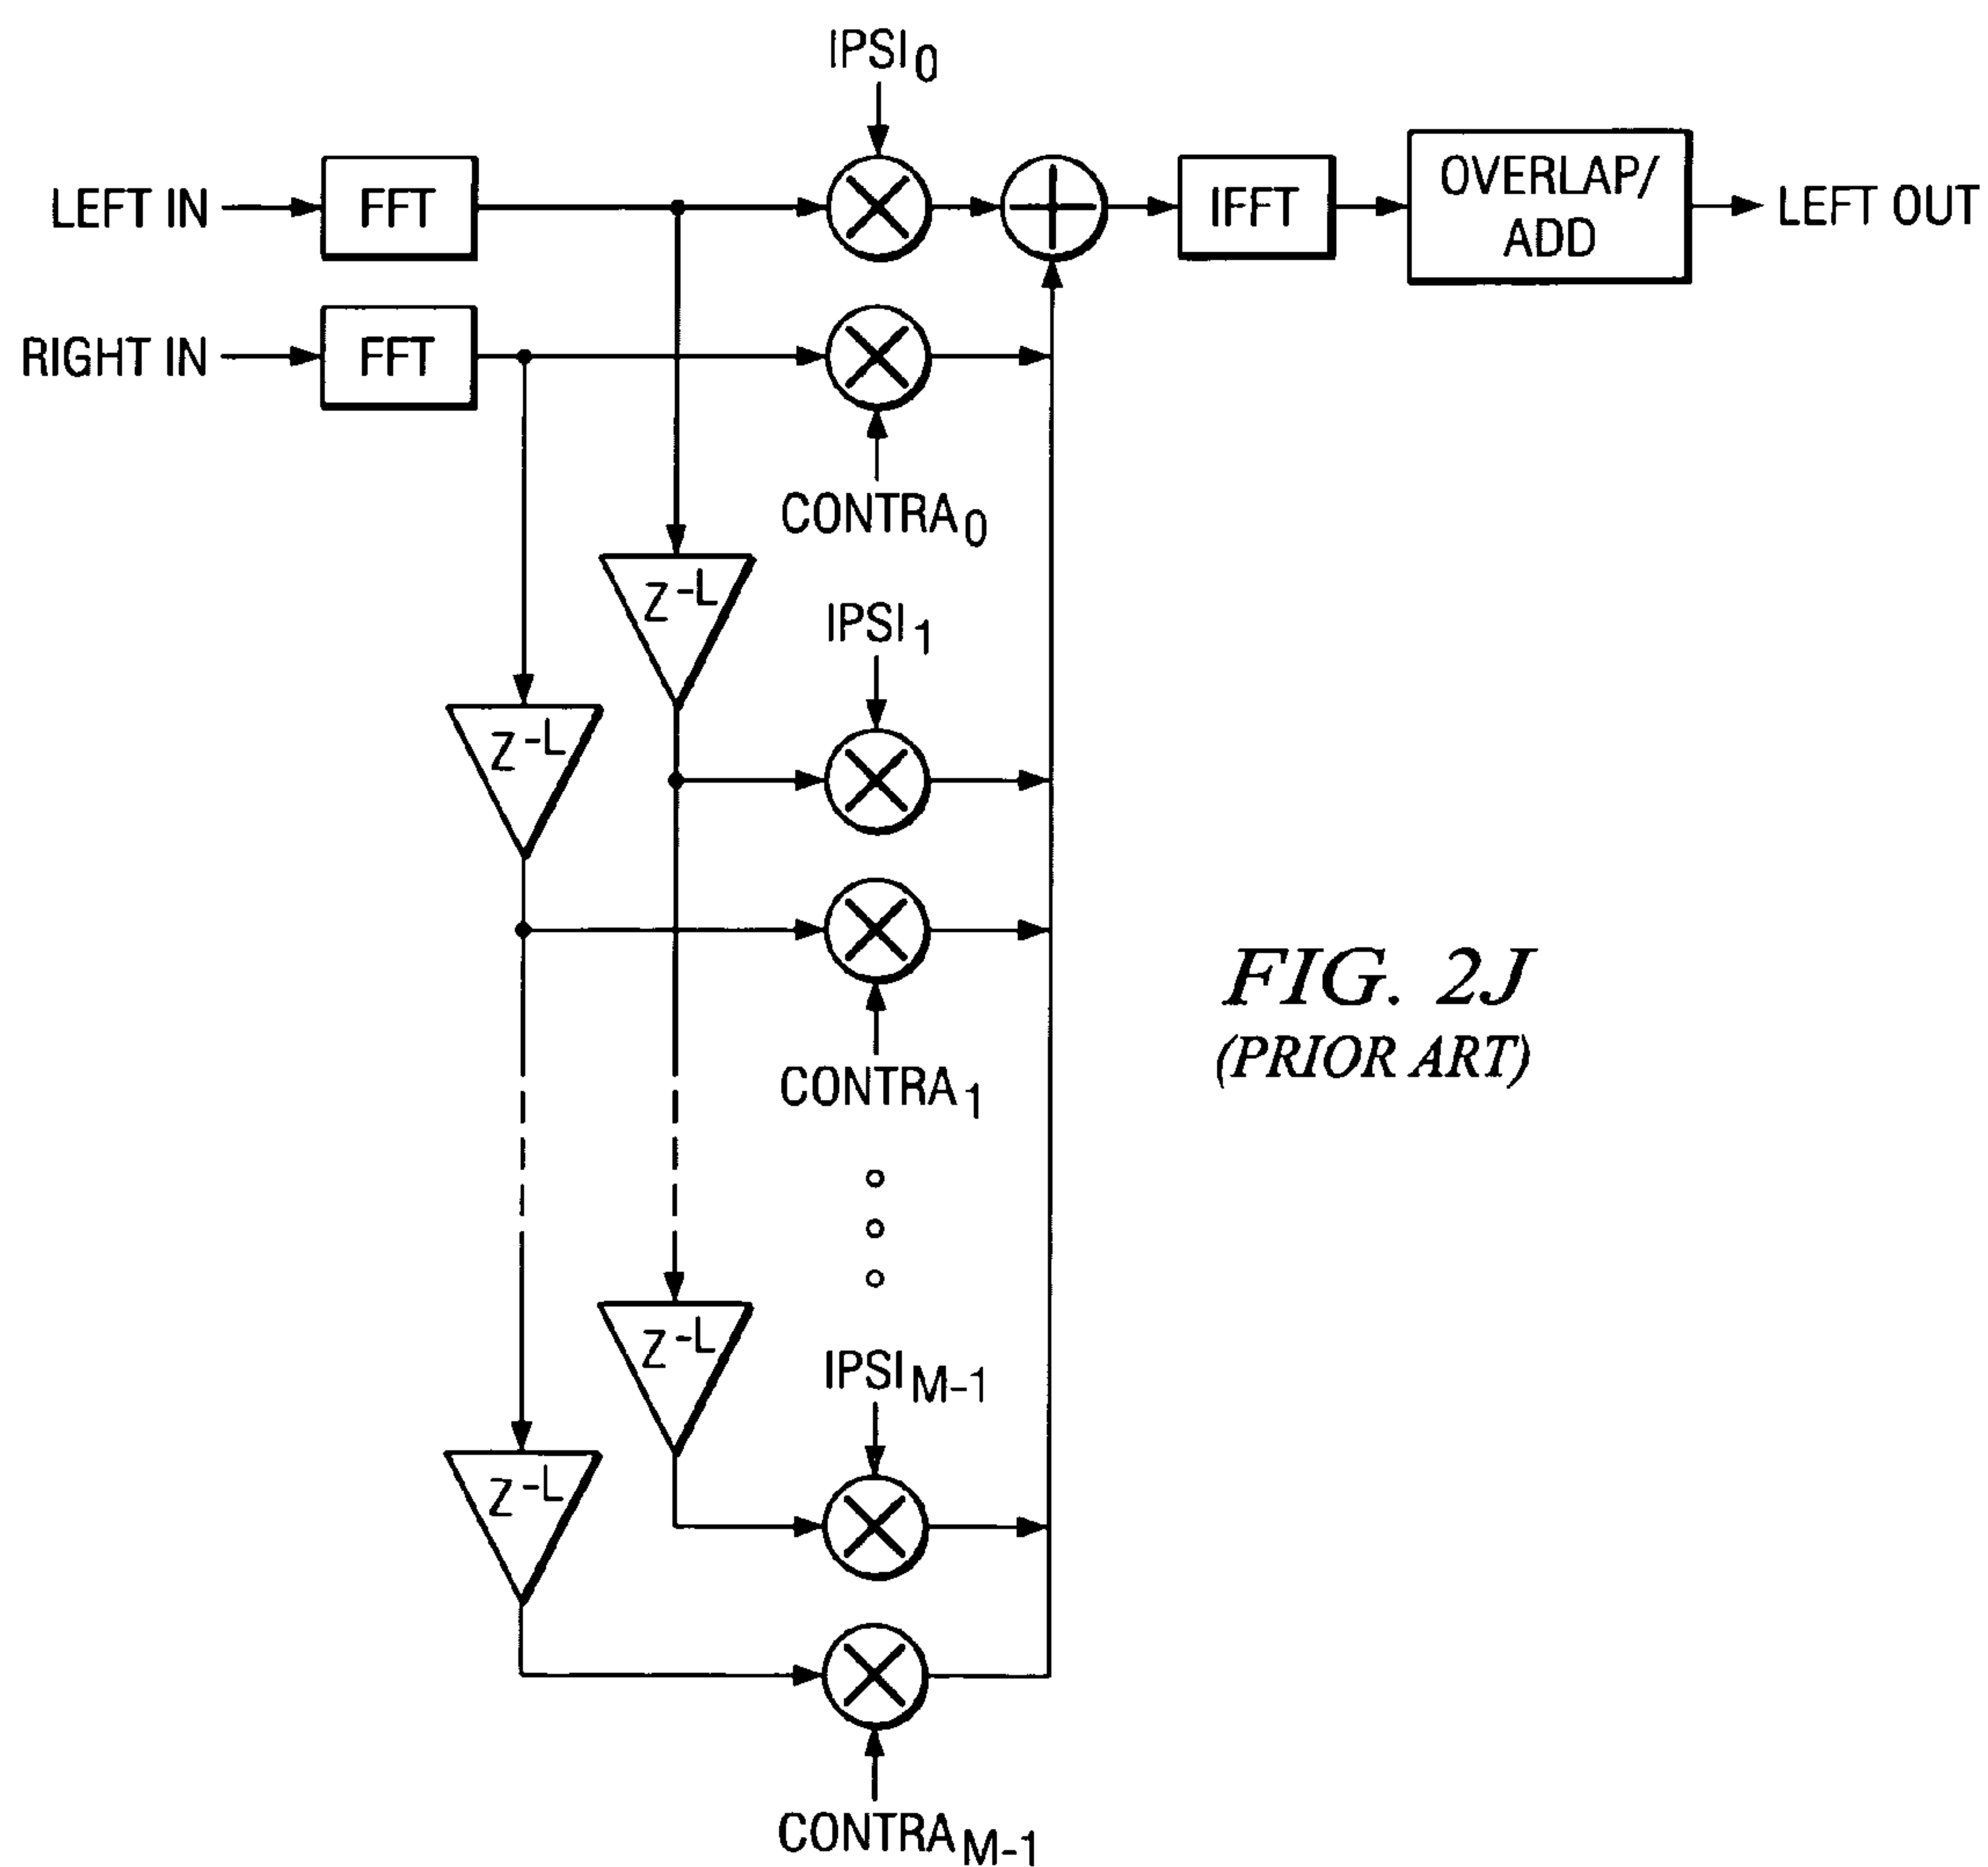 IPSI0
LEFT IN
FFT
IFFT
OVERLAP/
ADD
LEFT OUT
RIGHT IN
FFT
CONTRA0
Z-L
IPSI1
Z-L
CONTRA1
FIG. 2J
(PRIOR ART)
Z-L
IPSIM-1
Z-L
CONTRAM-1